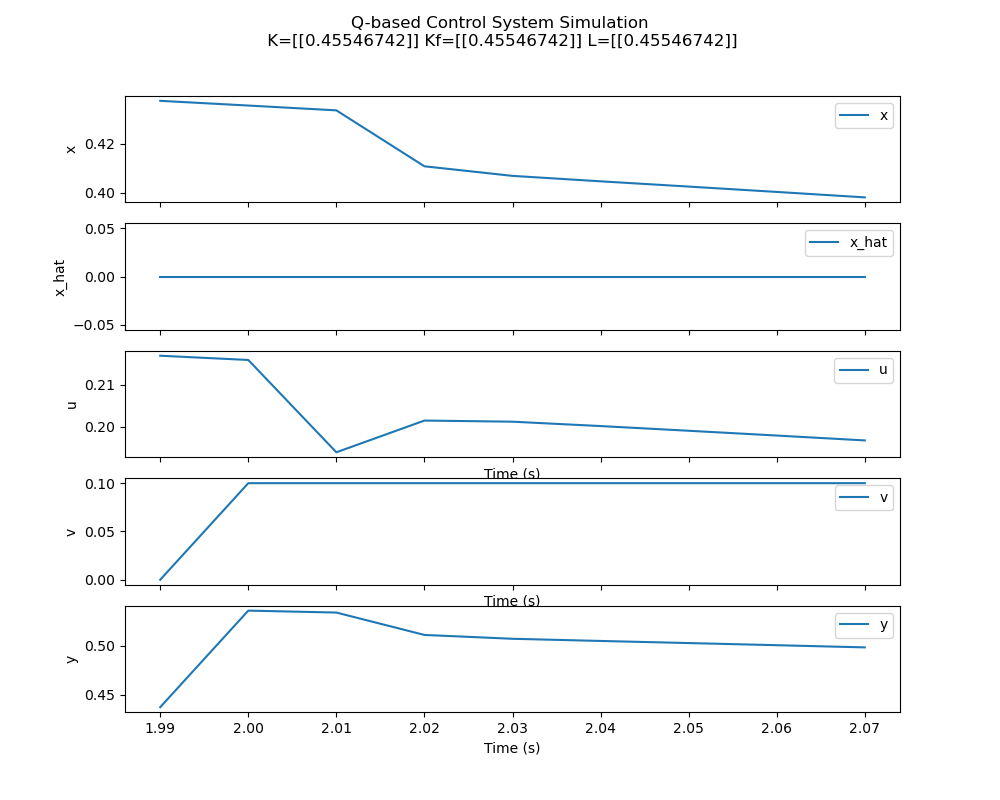 Q-based Control System Simulation
K=[[0.45546742]] Kf=[[0.45546742]] L=[[0.45546742]]
x
0.42
0.40
x
x_hat
0.05
0.00
−0.05
x_hat
u
0.21
0.20
u
Time (s)
v
0.10
0.05
0.00
v
Time (s)
y
0.50
0.45
y
1.99 2.00 2.01 2.02 2.03 2.04 2.05 2.06 2.07
Time (s)